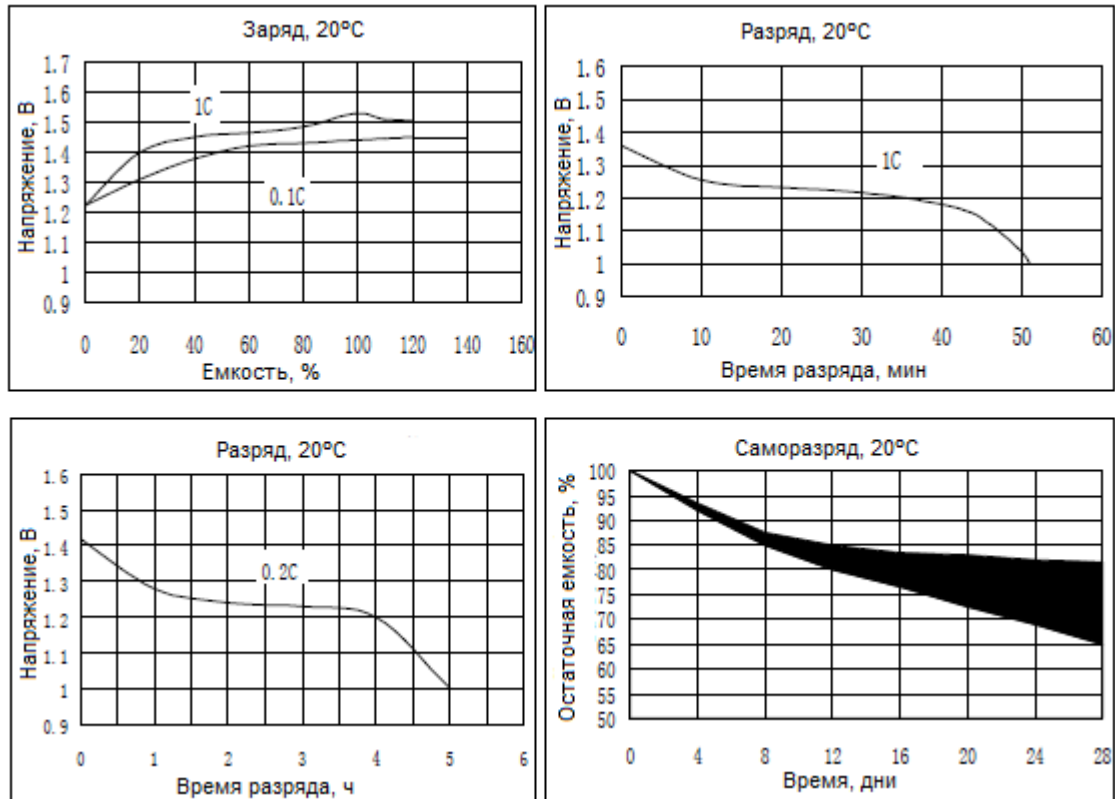 Заряд, 20°C
Напряжение, В
1.7
1.6
1.5
1.4
1.3
1.2
1.1
1
0.9
1C
0.1C
0 20 40 60 80 100 120 140 160
Емкость, %
Разряд, 20°C
Напряжение, В
1.6
1.5
1.4
1.3
1.2
1.1
1
0.9
1C
0 10 20 30 40 50 60
Время разряда, мин
Разряд, 20°C
Напряжение, В
1.6
1.5
1.4
1.3
1.2
1.1
1
0.9
0.2C
0 1 2 3 4 5 6
Время разряда, ч
Саморазряд, 20°C
Остаточная емкость, %
100
95
90
85
80
75
70
65
60
55
50
0 4 8 12 16 20 24 28
Время, дни